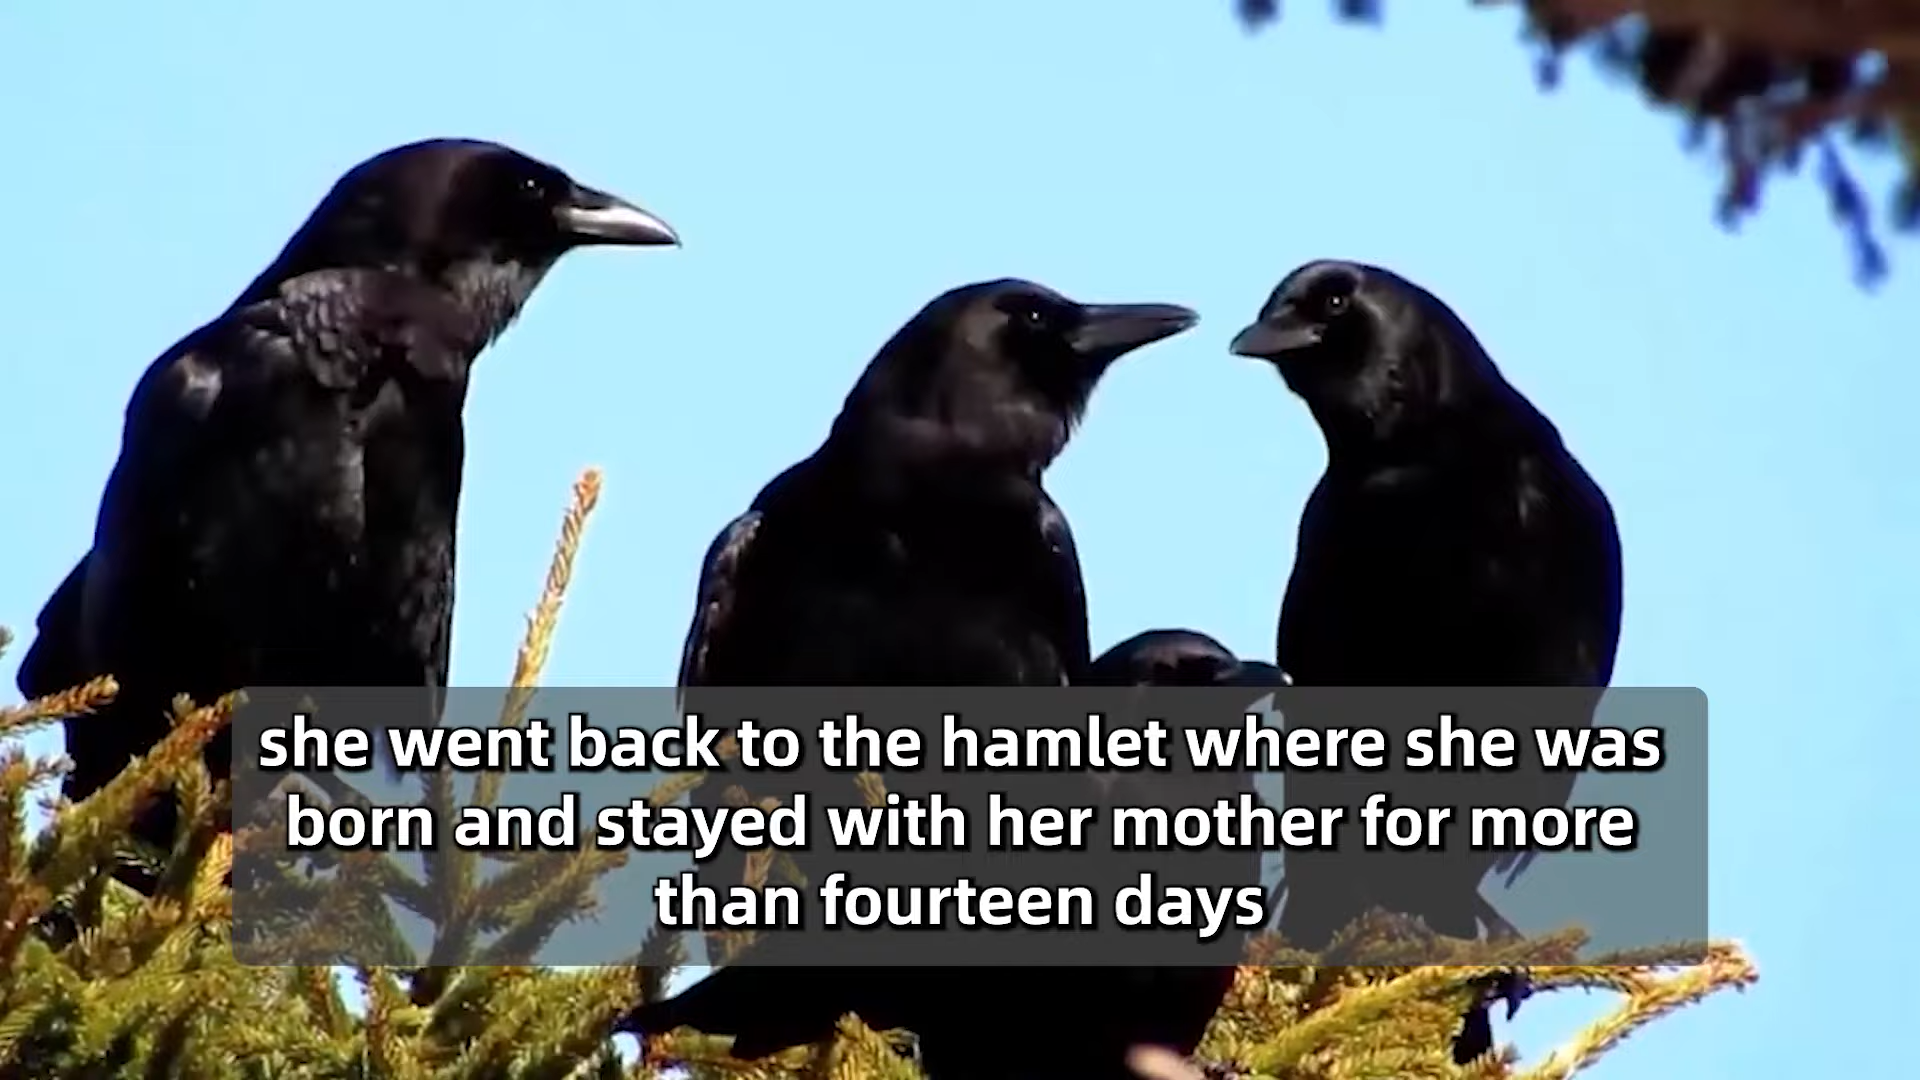 she went back to the hamlet where she was
born and stayed with her mother for more
than fourteen days